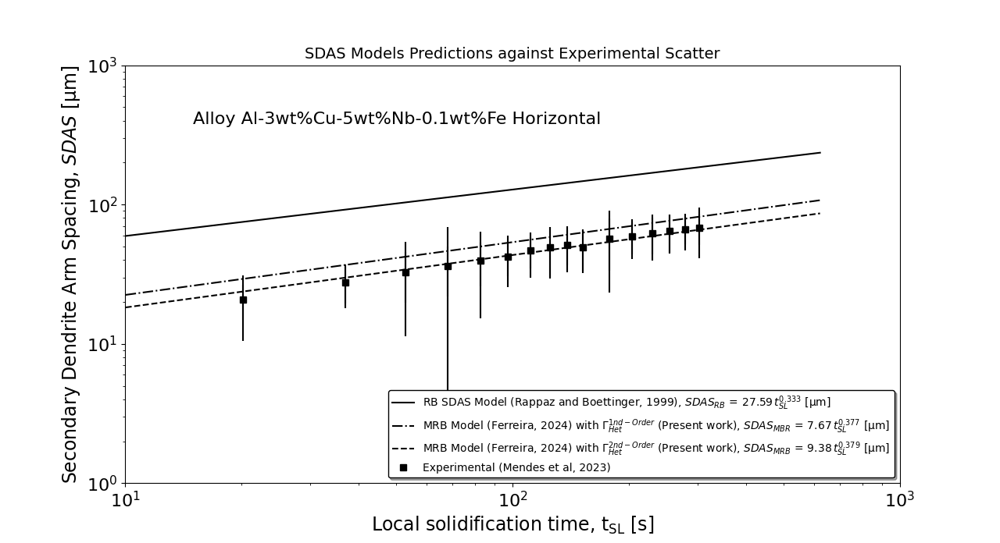 SDAS Models Predictions against Experimental Scatter
Secondary Dendrite Arm Spacing, SDAS [µm]
10³
10²
10¹
10⁰
Alloy Al-3wt%Cu-5wt%Nb-0.1wt%Fe Horizontal
RB SDAS Model (Rappaz and Boettinger, 1999), SDAS_RB = 27.59 t_SL^0.333 [µm]
MRB Model (Ferreira, 2024) with Γ_Het^1nd−Order (Present work), SDAS_MBR = 7.67 t_SL^0.377 [µm]
MRB Model (Ferreira, 2024) with Γ_Het^2nd−Order (Present work), SDAS_MRB = 9.38 t_SL^0.379 [µm]
Experimental (Mendes et al, 2023)
10¹ 10² 10³
Local solidification time, t_SL [s]